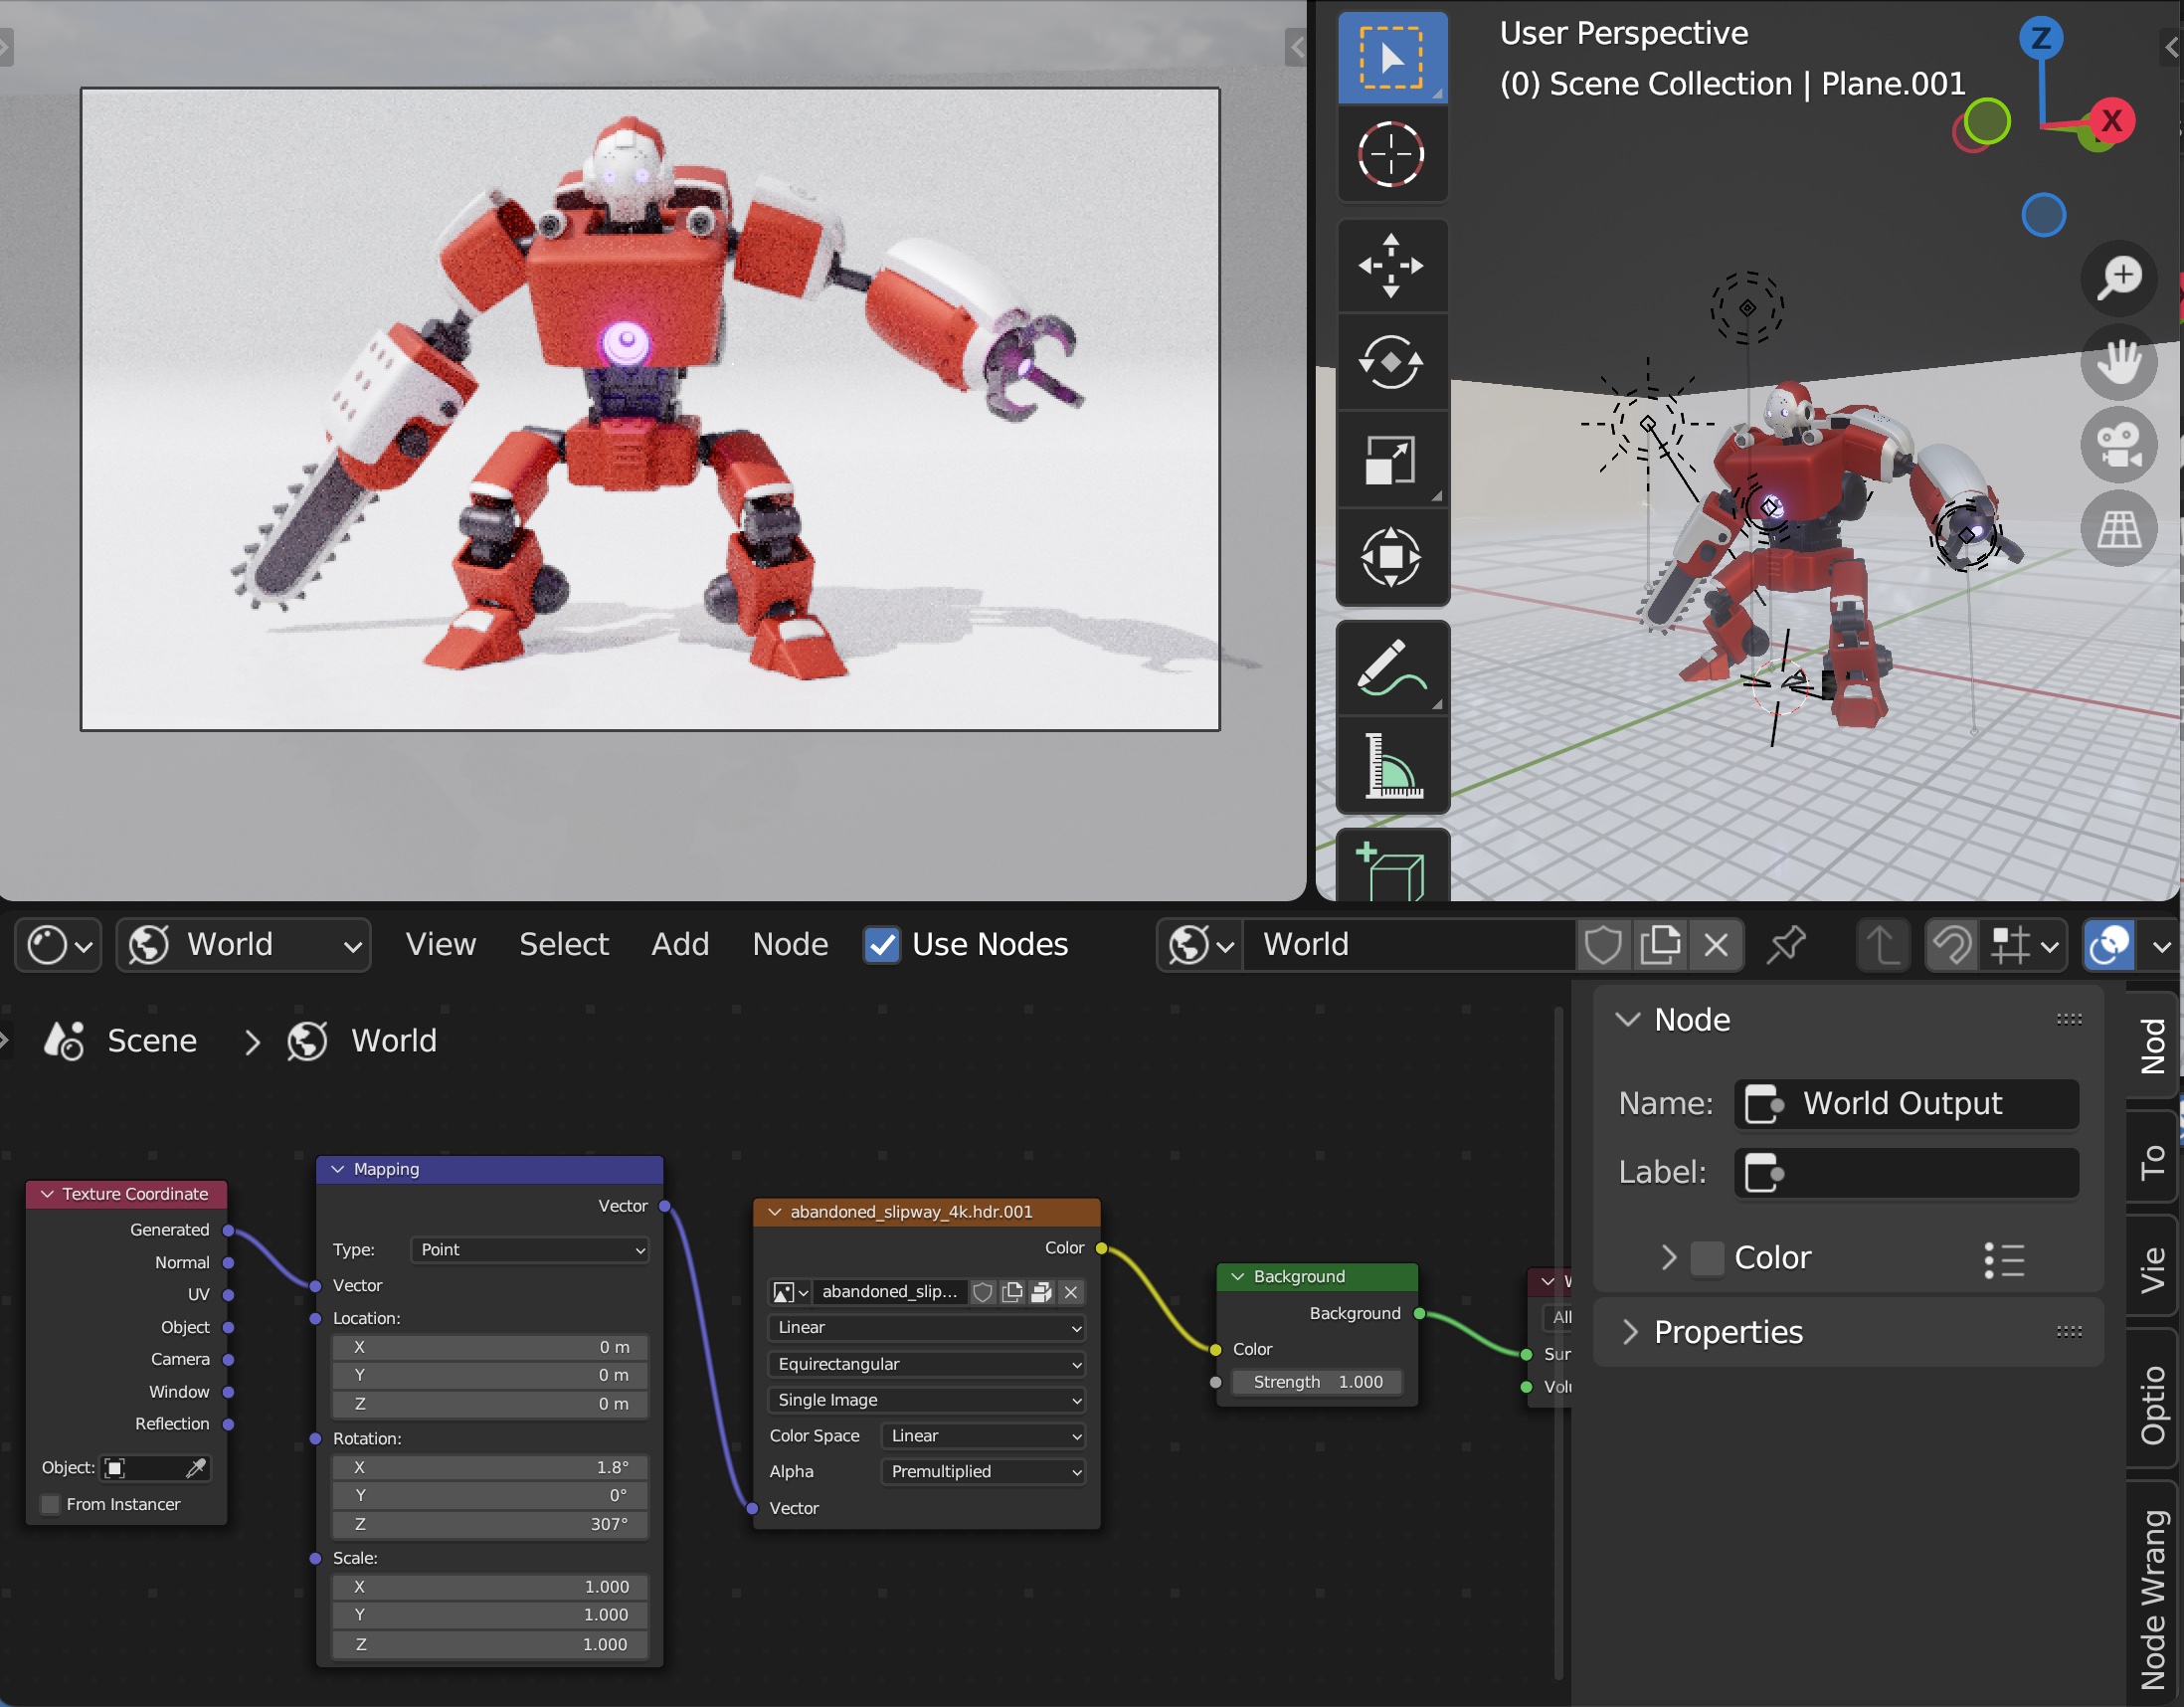 User Perspective
(0) Scene Collection | Plane.001
Z
X
World
View
Select
Add
Node
Use Nodes
World
Scene
World
Texture Coordinate
Generated
Normal
UV
Object
Camera
Window
Reflection
Object:
From Instancer
Mapping
Vector
Type:
Point
Vector
Location:
X 0 m
Y 0 m
Z 0 m
Rotation:
X 1.8°
Y 0°
Z 307°
Scale:
X 1.000
Y 1.000
Z 1.000
abandoned_slipway_4k.hdr.001
Color
abandoned_slip...
Linear
Equirectangular
Single Image
Color Space Linear
Alpha Premultiplied
Vector
Background
Background
Color
Strength 1.000
W
All
Sur
Volu
Node
Name: World Output
Label:
Color
Properties
Nod
To
Vie
Optio
Node Wrang